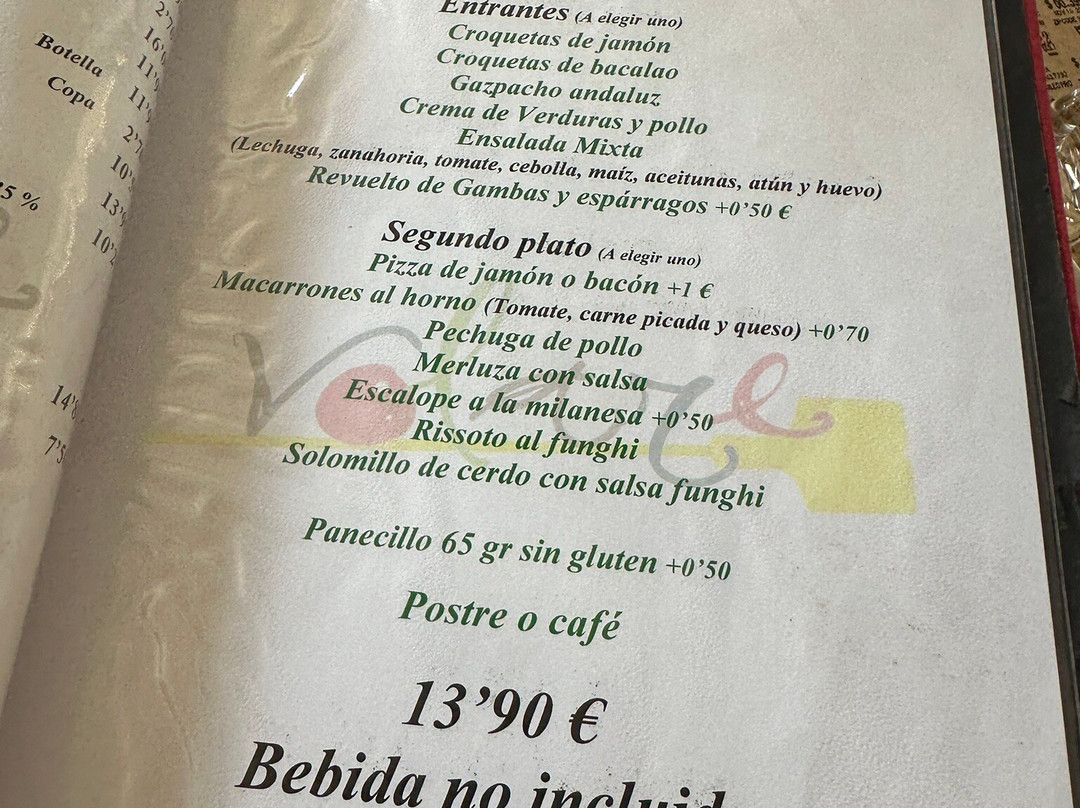 Botella
Copa
5 %
Entrantes (A elegir uno)
Croquetas de jamón
Croquetas de bacalao
Gazpacho andaluz
Crema de Verduras y pollo
Ensalada Mixta
(Lechuga, zanahoria, tomate, cebolla, maíz, aceitunas, atún y huevo)
Revuelto de Gambas y espárragos +0’50 €
Segundo plato (A elegir uno)
Pizza de jamón o bacón +1 €
Macarrones al horno (Tomate, carne picada y queso) +0’70
Pechuga de pollo
Merluza con salsa
Escalope a la milanesa +0’50
Rissoto al funghi
Solomillo de cerdo con salsa funghi
volare
Panecillo 65 gr sin gluten +0’50
Postre o café
13’90 €
Bebida no